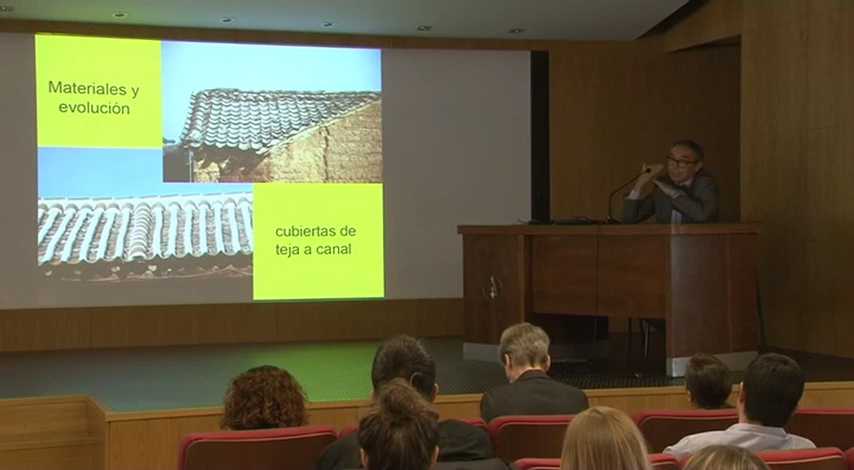 Materiales y
evolución
cubiertas de
teja a canal